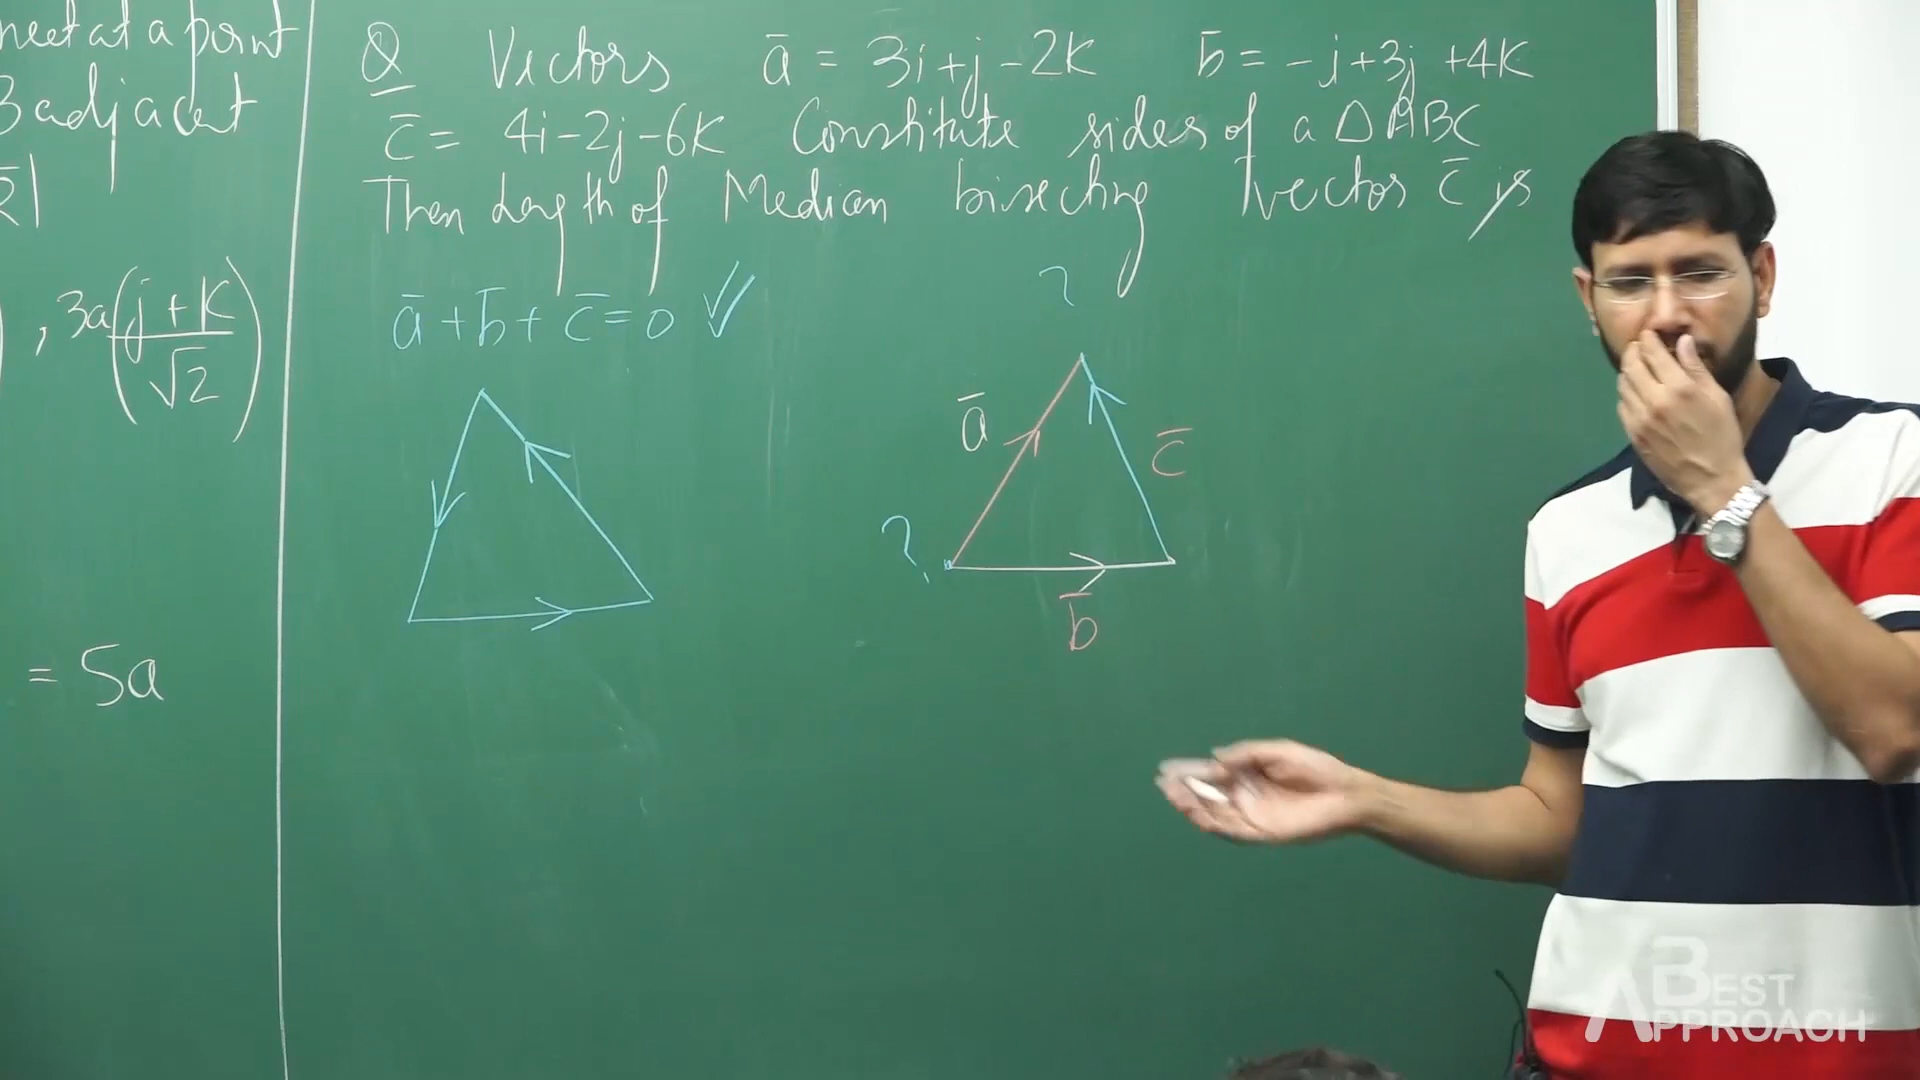 meet at a point
3 adjacent
R|
, 3a(j + K / √2)
= 5a
Q Vectors ā = 3i + j - 2K b̄ = - j + 3j + 4K
c̄ = 4i - 2j - 6K Constitute sides of a △ABC
Then Length of Median bisecting vector c̄ is
ā + b̄ + c̄ = 0 ✓
?
ā
c̄
?
b̄
BEST
APPROACH